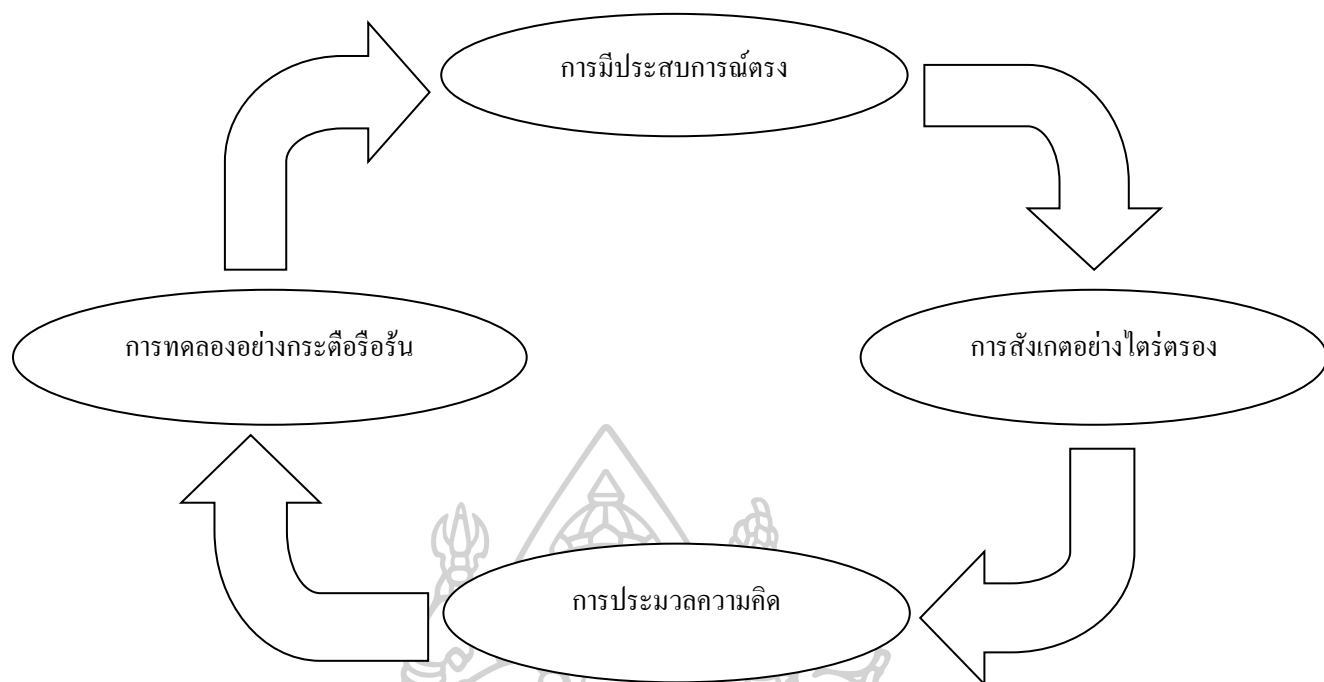 การมีประสบการณ์ตรง
การทดลองอย่างกระตือรือร้น
การสังเกตอย่างไตร่ตรอง
การประมวลความคิด